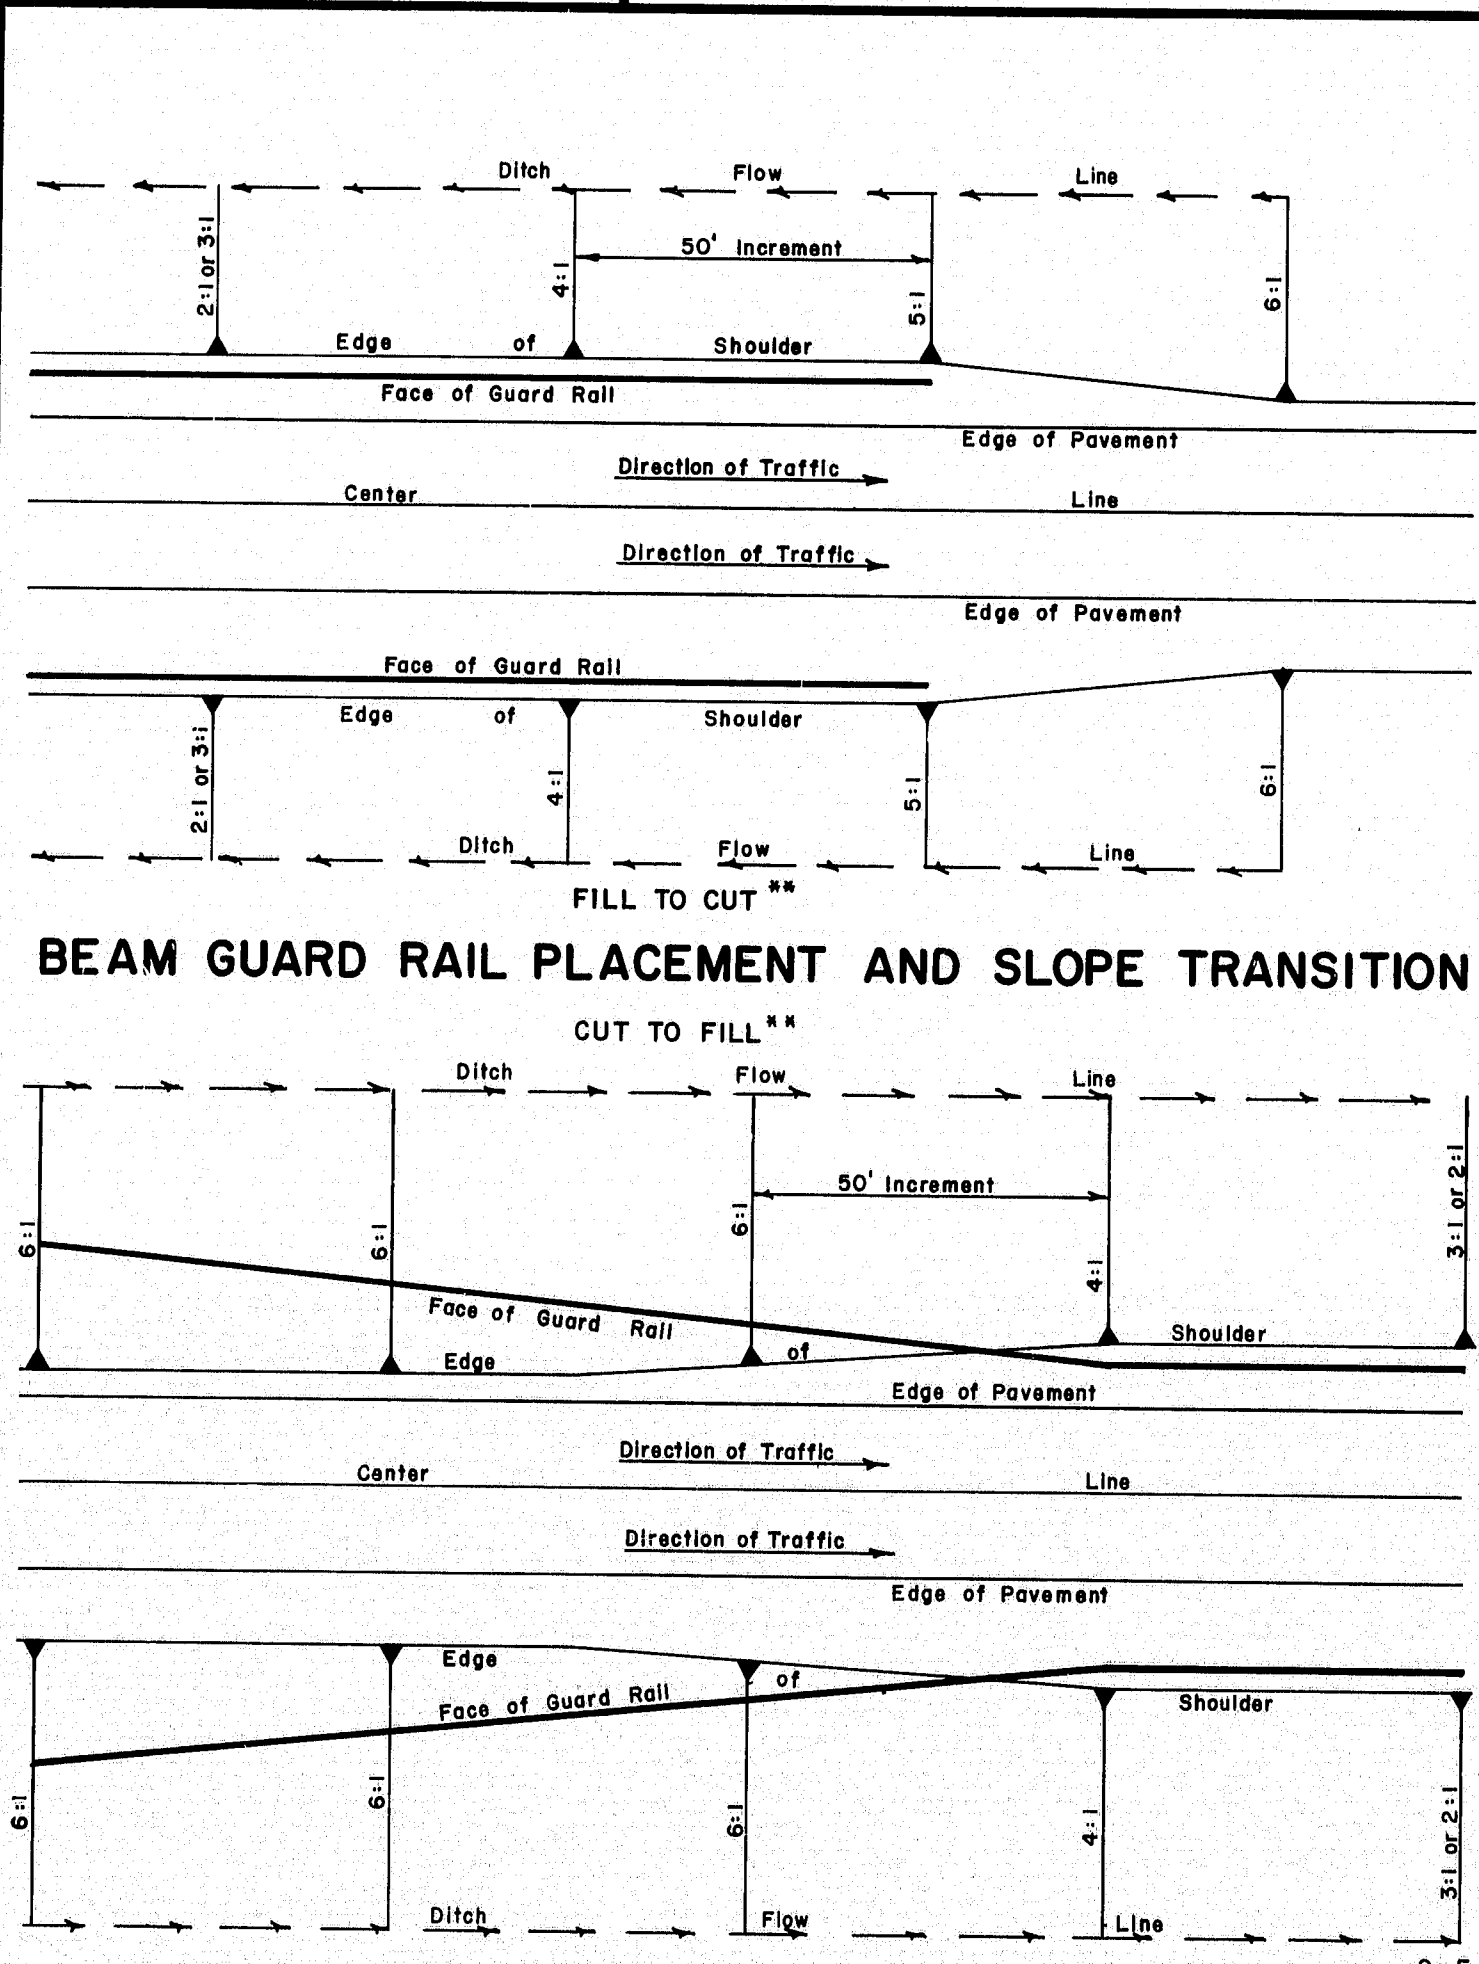 Ditch Flow Line
50' Increment
2:1 or 3:1
4:1
5:1
6:1
Edge of Shoulder
Face of Guard Rail
Edge of Pavement
Direction of Traffic
Center Line
Direction of Traffic
Edge of Pavement
Face of Guard Rail
Edge of Shoulder
2:1 or 3:1
4:1
5:1
6:1
Ditch Flow Line
FILL TO CUT **
BEAM GUARD RAIL PLACEMENT AND SLOPE TRANSITION
CUT TO FILL **
Ditch Flow Line
50' Increment
6:1
6:1
6:1
4:1
3:1 or 2:1
Face of Guard Rail
Edge of Shoulder
Edge of Pavement
Direction of Traffic
Center Line
Direction of Traffic
Edge of Pavement
Edge of Shoulder
Face of Guard Rail
6:1
6:1
6:1
4:1
3:1 or 2:1
Ditch Flow Line